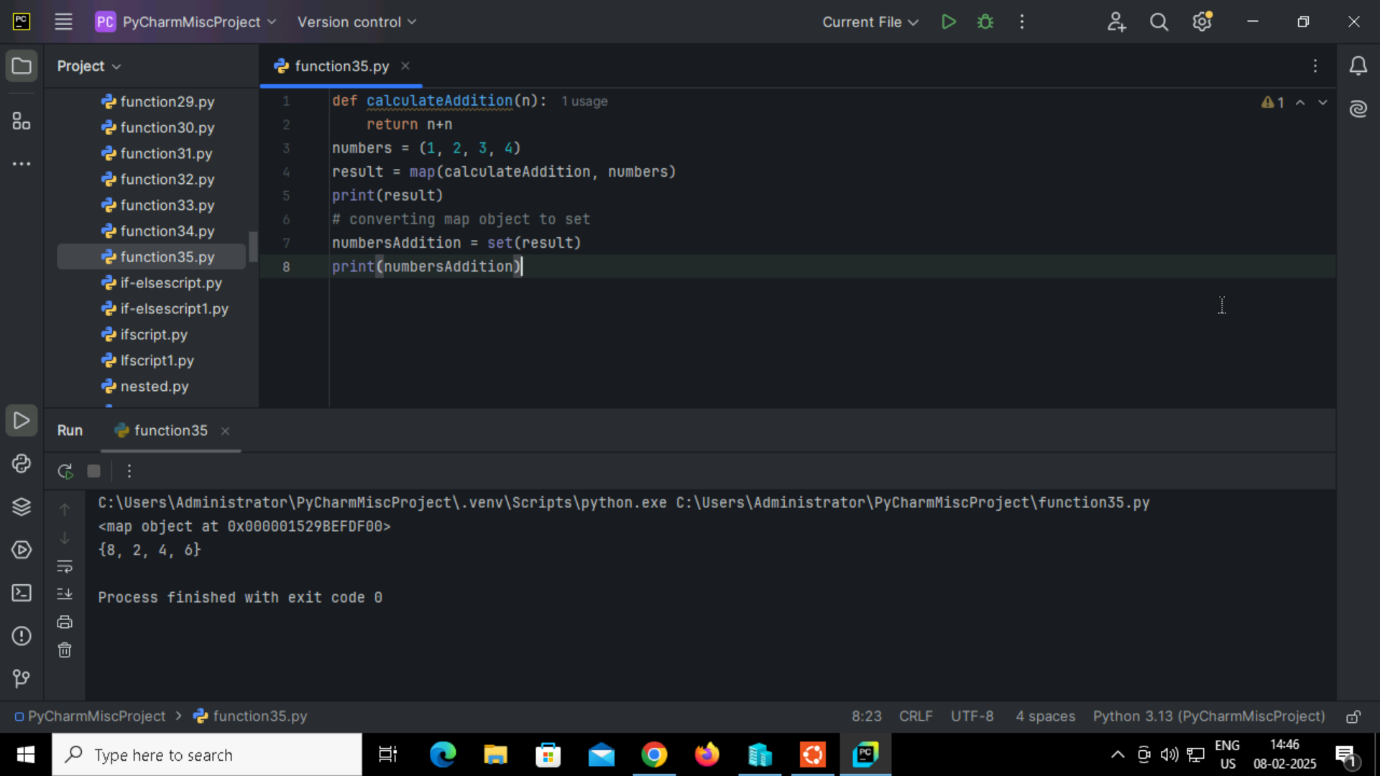 PC PC PyCharmMiscProject Version control Current File
Project function35.py
function29.py
function30.py
function31.py
function32.py
function33.py
function34.py
function35.py
if-elsescript.py
if-elsescript1.py
ifscript.py
Ifscript1.py
nested.py
1 def calculateAddition(n): 1 usage
2     return n+n
3 numbers = (1, 2, 3, 4)
4 result = map(calculateAddition, numbers)
5 print(result)
6 # converting map object to set
7 numbersAddition = set(result)
8 print(numbersAddition)
1
Run function35
C:\Users\Administrator\PyCharmMiscProject\.venv\Scripts\python.exe C:\Users\Administrator\PyCharmMiscProject\function35.py
<map object at 0x000001529BEFDF00>
{8, 2, 4, 6}
Process finished with exit code 0
PyCharmMiscProject > function35.py 8:23 CRLF UTF-8 4 spaces Python 3.13 (PyCharmMiscProject)
Type here to search PC ENG 14:46
US 08-02-2025 1